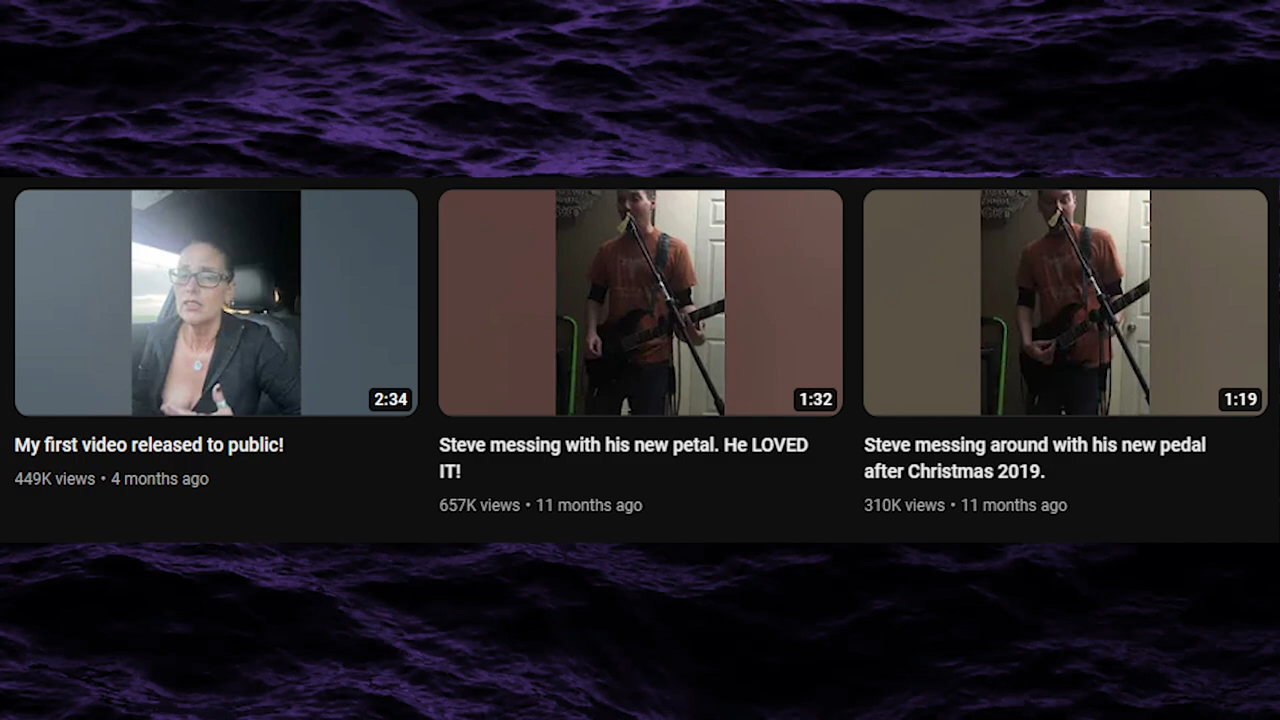 2:34
1:32
1:19
My first video released to public!
449K views • 4 months ago
Steve messing with his new petal. He LOVED
IT!
657K views • 11 months ago
Steve messing around with his new pedal
after Christmas 2019.
310K views • 11 months ago